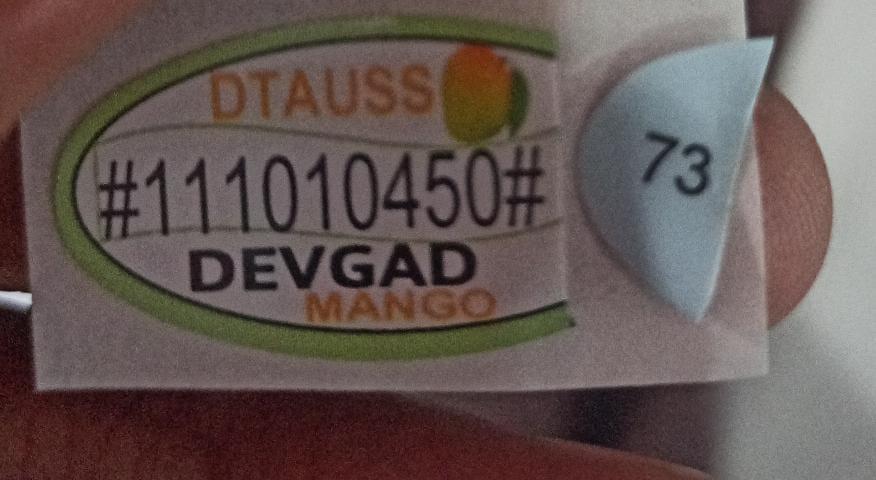 DTAUSS
#111010450#
DEVGAD
MANGO
73